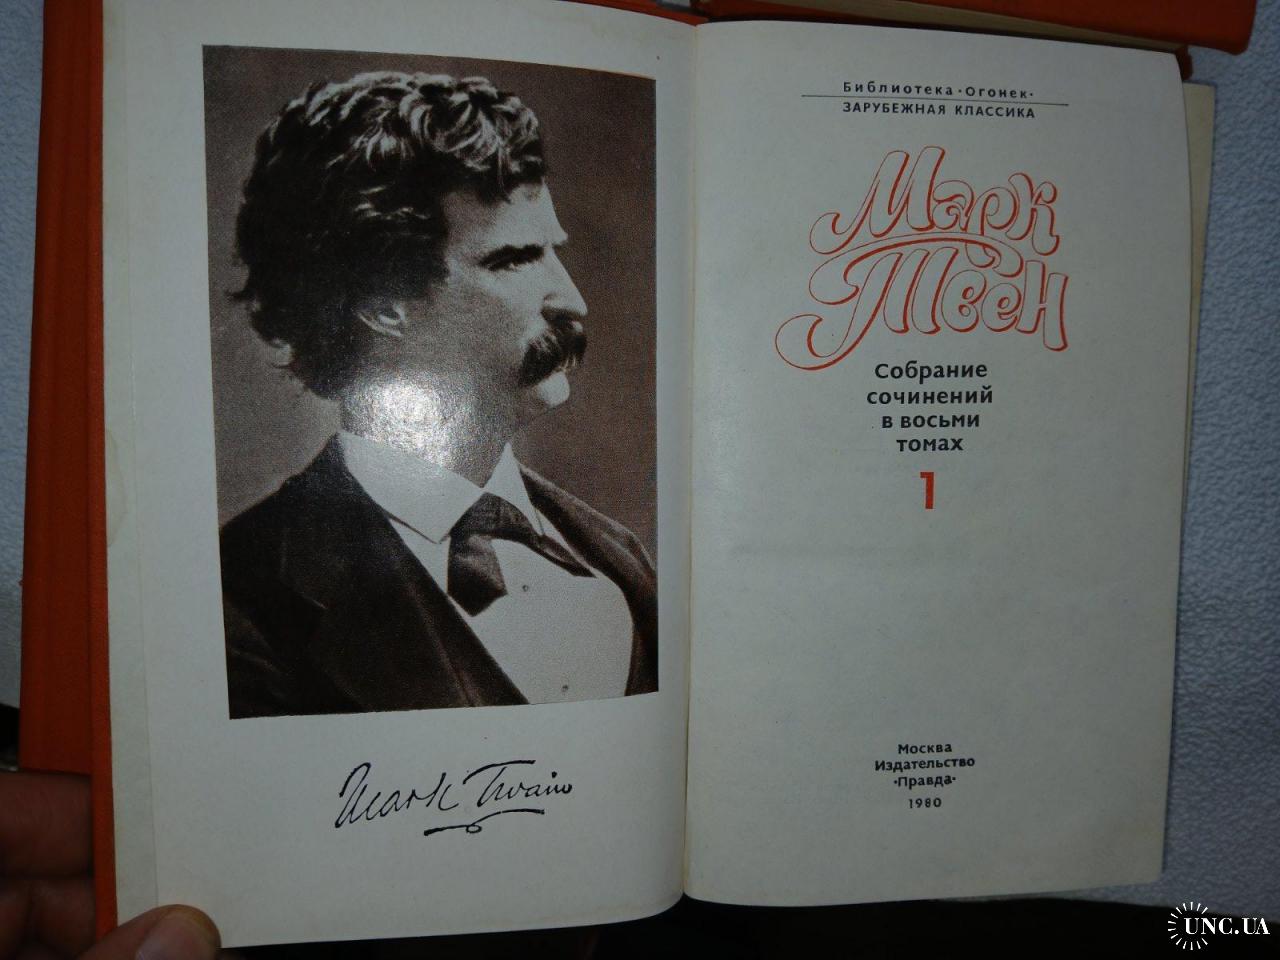 Mark Twain
Библиотека •Огонек•
ЗАРУБЕЖНАЯ КЛАССИКА
Марк
Твен
Собрание
сочинений
в восьми
томах
1
Москва
Издательство
•Правда•
1980
UNC.UA